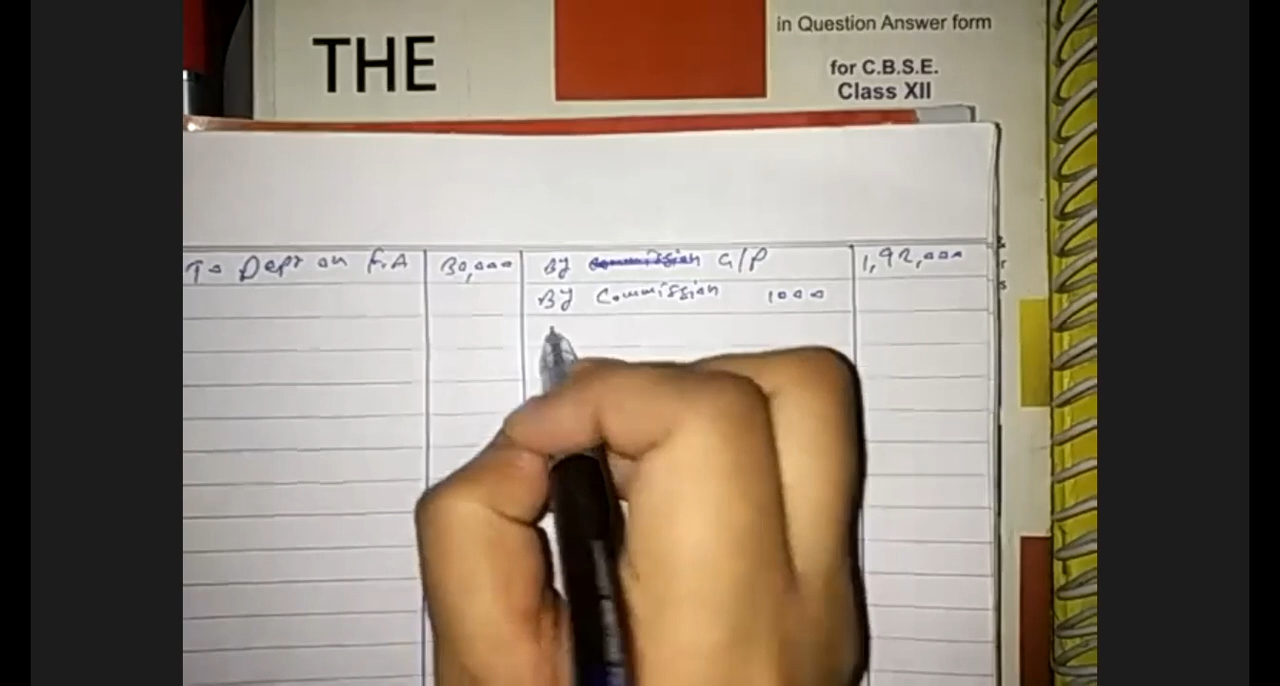 THE
in Question Answer form
for C.B.S.E.
Class XII
To Depr on F.A 30,000 By G/P 1,92,000
By Commission 1000